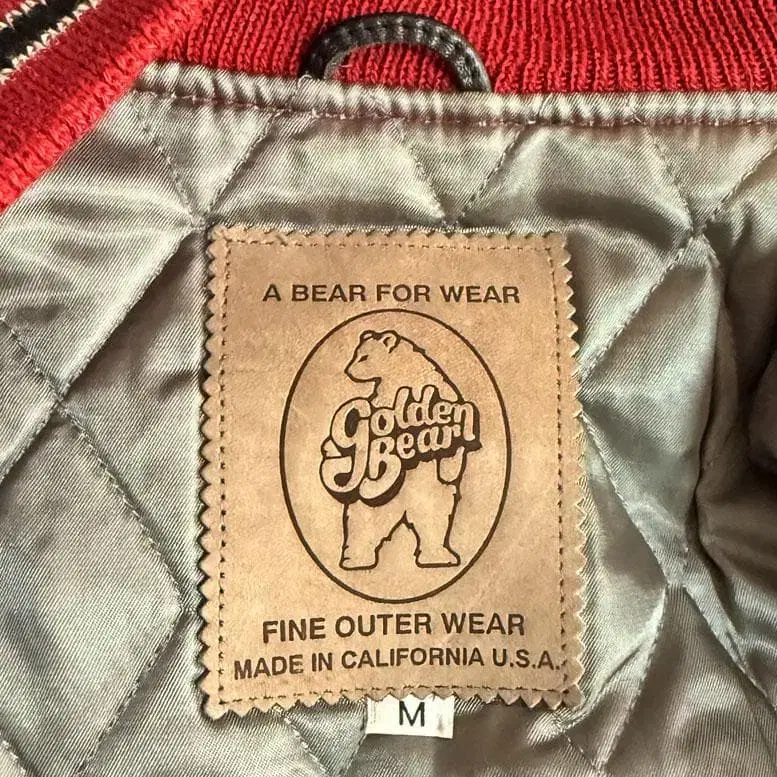 A BEAR FOR WEAR
Golden
Bear
FINE OUTER WEAR
MADE IN CALIFORNIA U.S.A.
M